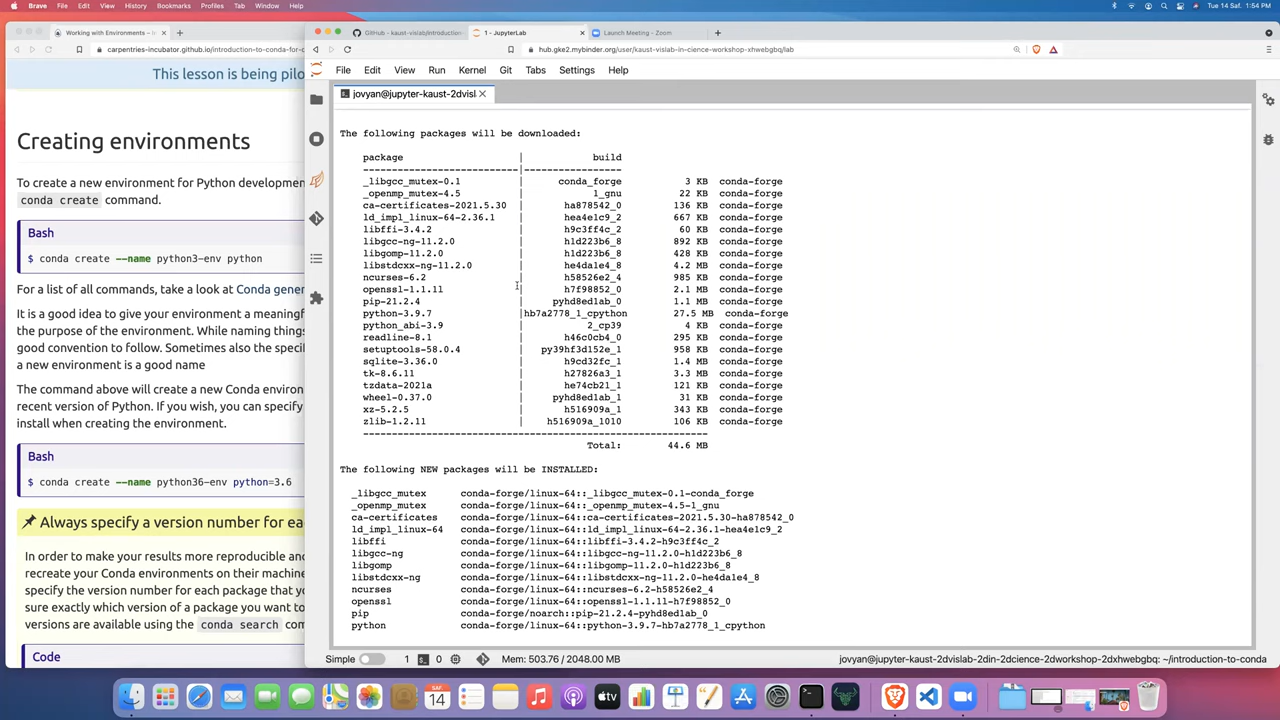 Brave File Edit View History Bookmarks Profiles Tab Window Help
Tue 14 Saf. 1:54 PM
Working with Environments – In
GitHub - kaust-vislab/introduction
1 - JupyterLab
Launch Meeting - Zoom
carpentries-incubator.github.io/introduction-to-conda-for-
hub.gke2.mybinder.org/user/kaust-vislab-in-cience-workshop-xhwebgbq/lab
This lesson is being pilo
Creating environments
To create a new environment for Python developmen
conda create command.
Bash
$ conda create --name python3-env python
For a list of all commands, take a look at Conda gener
It is a good idea to give your environment a meaningf
the purpose of the environment. While naming things
good convention to follow. Sometimes also the specif
a new environment is a good name
The command above will create a new Conda environ
recent version of Python. If you wish, you can specify
install when creating the environment.
Bash
$ conda create --name python36-env python=3.6
Always specify a version number for eac
In order to make your results more reproducible and
recreate your Conda environments on their machine
specify the version number for each package that yo
sure exactly which version of a package you want to
versions are available using the conda search com
Code
File Edit View Run Kernel Git Tabs Settings Help
jovyan@jupyter-kaust-2dvisl
The following packages will be downloaded:
package | build
---------------------------|-----------------
_libgcc_mutex-0.1 | conda_forge 3 KB conda-forge
_openmp_mutex-4.5 | 1_gnu 22 KB conda-forge
ca-certificates-2021.5.30 | ha878542_0 136 KB conda-forge
ld_impl_linux-64-2.36.1 | hea4e1c9_2 667 KB conda-forge
libffi-3.4.2 | h9c3ff4c_2 60 KB conda-forge
libgcc-ng-11.2.0 | h1d223b6_8 892 KB conda-forge
libgomp-11.2.0 | h1d223b6_8 428 KB conda-forge
libstdcxx-ng-11.2.0 | he4da1e4_8 4.2 MB conda-forge
ncurses-6.2 | h58526e2_4 985 KB conda-forge
openssl-1.1.1l | h7f98852_0 2.1 MB conda-forge
pip-21.2.4 | pyhd8ed1ab_0 1.1 MB conda-forge
python-3.9.7 |hb7a2778_1_cpython 27.5 MB conda-forge
python_abi-3.9 | 2_cp39 4 KB conda-forge
readline-8.1 | h46c0cb4_0 295 KB conda-forge
setuptools-58.0.4 | py39hf3d152e_1 958 KB conda-forge
sqlite-3.36.0 | h9cd32fc_1 1.4 MB conda-forge
tk-8.6.11 | h27826a3_1 3.3 MB conda-forge
tzdata-2021a | he74cb21_1 121 KB conda-forge
wheel-0.37.0 | pyhd8ed1ab_1 31 KB conda-forge
xz-5.2.5 | h516909a_1 343 KB conda-forge
zlib-1.2.11 | h516909a_1010 106 KB conda-forge
------------------------------------------------------------
Total: 44.6 MB
The following NEW packages will be INSTALLED:
_libgcc_mutex conda-forge/linux-64::_libgcc_mutex-0.1-conda_forge
_openmp_mutex conda-forge/linux-64::_openmp_mutex-4.5-1_gnu
ca-certificates conda-forge/linux-64::ca-certificates-2021.5.30-ha878542_0
ld_impl_linux-64 conda-forge/linux-64::ld_impl_linux-64-2.36.1-hea4e1c9_2
libffi conda-forge/linux-64::libffi-3.4.2-h9c3ff4c_2
libgcc-ng conda-forge/linux-64::libgcc-ng-11.2.0-h1d223b6_8
libgomp conda-forge/linux-64::libgomp-11.2.0-h1d223b6_8
libstdcxx-ng conda-forge/linux-64::libstdcxx-ng-11.2.0-he4da1e4_8
ncurses conda-forge/linux-64::ncurses-6.2-h58526e2_4
openssl conda-forge/linux-64::openssl-1.1.1l-h7f98852_0
pip conda-forge/noarch::pip-21.2.4-pyhd8ed1ab_0
python conda-forge/linux-64::python-3.9.7-hb7a2778_1_cpython
Simple 1 0 Mem: 503.76 / 2048.00 MB
jovyan@jupyter-kaust-2dvislab-2din-2dcience-2dworkshop-2dxhwebgbq: ~/introduction-to-conda
14
tv